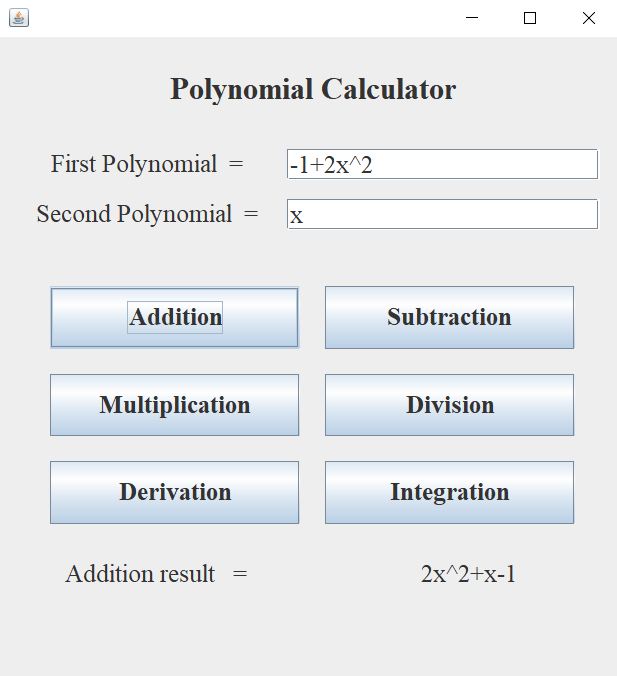 Polynomial Calculator
First Polynomial =
-1+2x^2
Second Polynomial =
x
Addition
Subtraction
Multiplication
Division
Derivation
Integration
Addition result =
2x^2+x-1